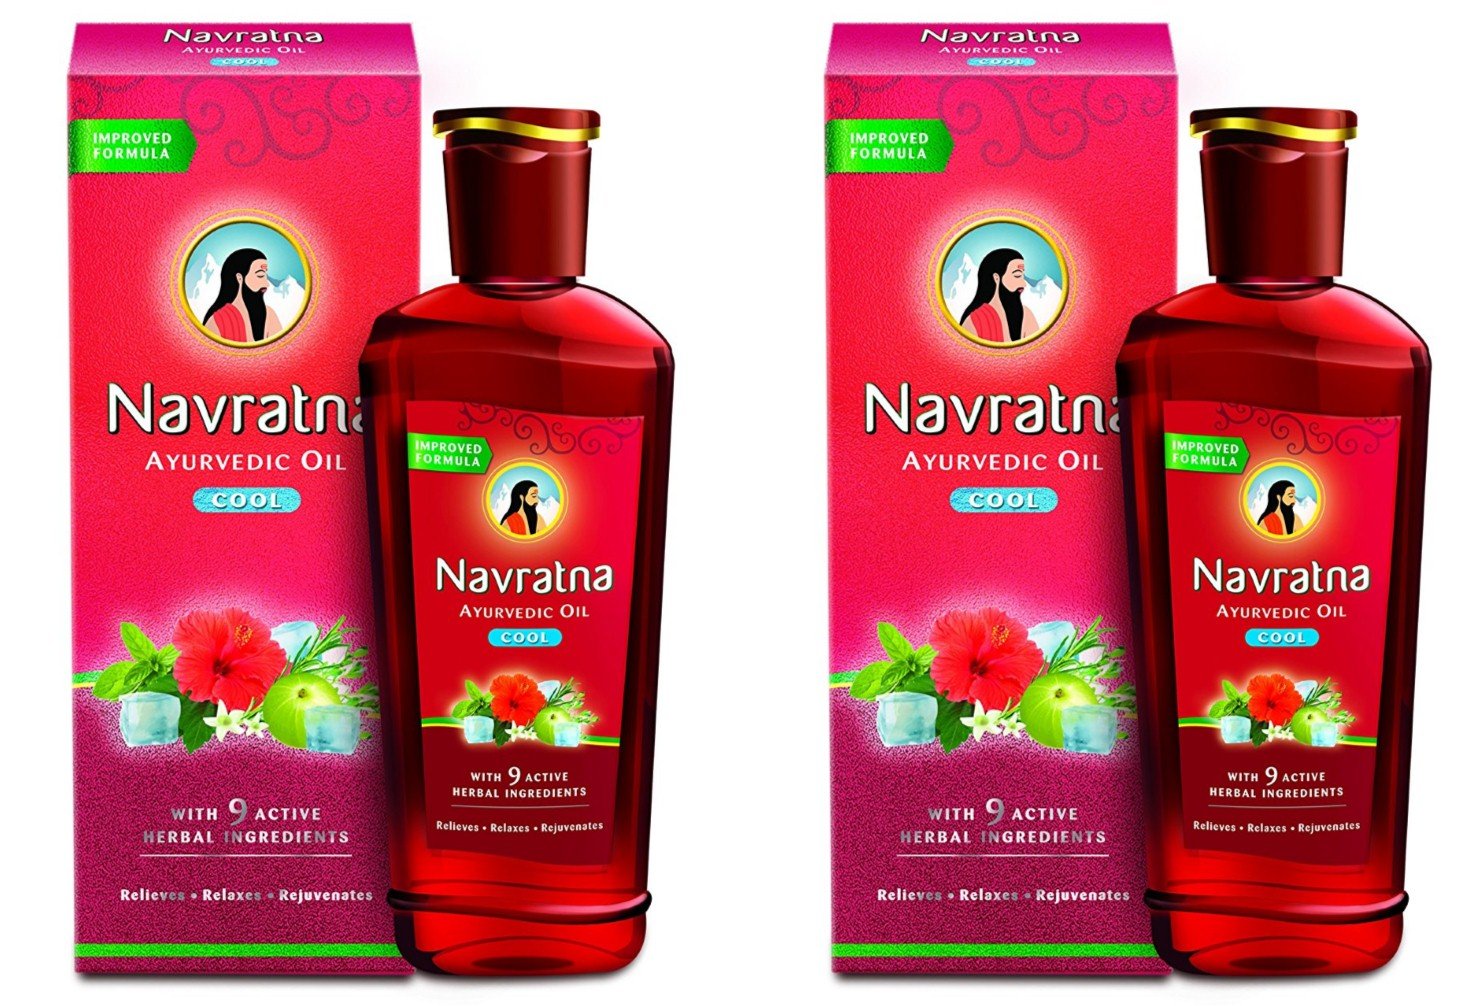 Navratna
AYURVEDIC OIL
COOL
IMPROVED
FORMULA
Navratna
AYURVEDIC OIL
COOL
WITH 9 ACTIVE
HERBAL INGREDIENTS
Relieves • Relaxes • Rejuvenates
IMPROVED
FORMULA
Navratna
AYURVEDIC OIL
COOL
WITH 9 ACTIVE
HERBAL INGREDIENTS
Relieves • Relaxes • Rejuvenates
Navratna
AYURVEDIC OIL
COOL
IMPROVED
FORMULA
Navratna
AYURVEDIC OIL
COOL
WITH 9 ACTIVE
HERBAL INGREDIENTS
Relieves • Relaxes • Rejuvenates
IMPROVED
FORMULA
Navratna
AYURVEDIC OIL
COOL
WITH 9 ACTIVE
HERBAL INGREDIENTS
Relieves • Relaxes • Rejuvenates